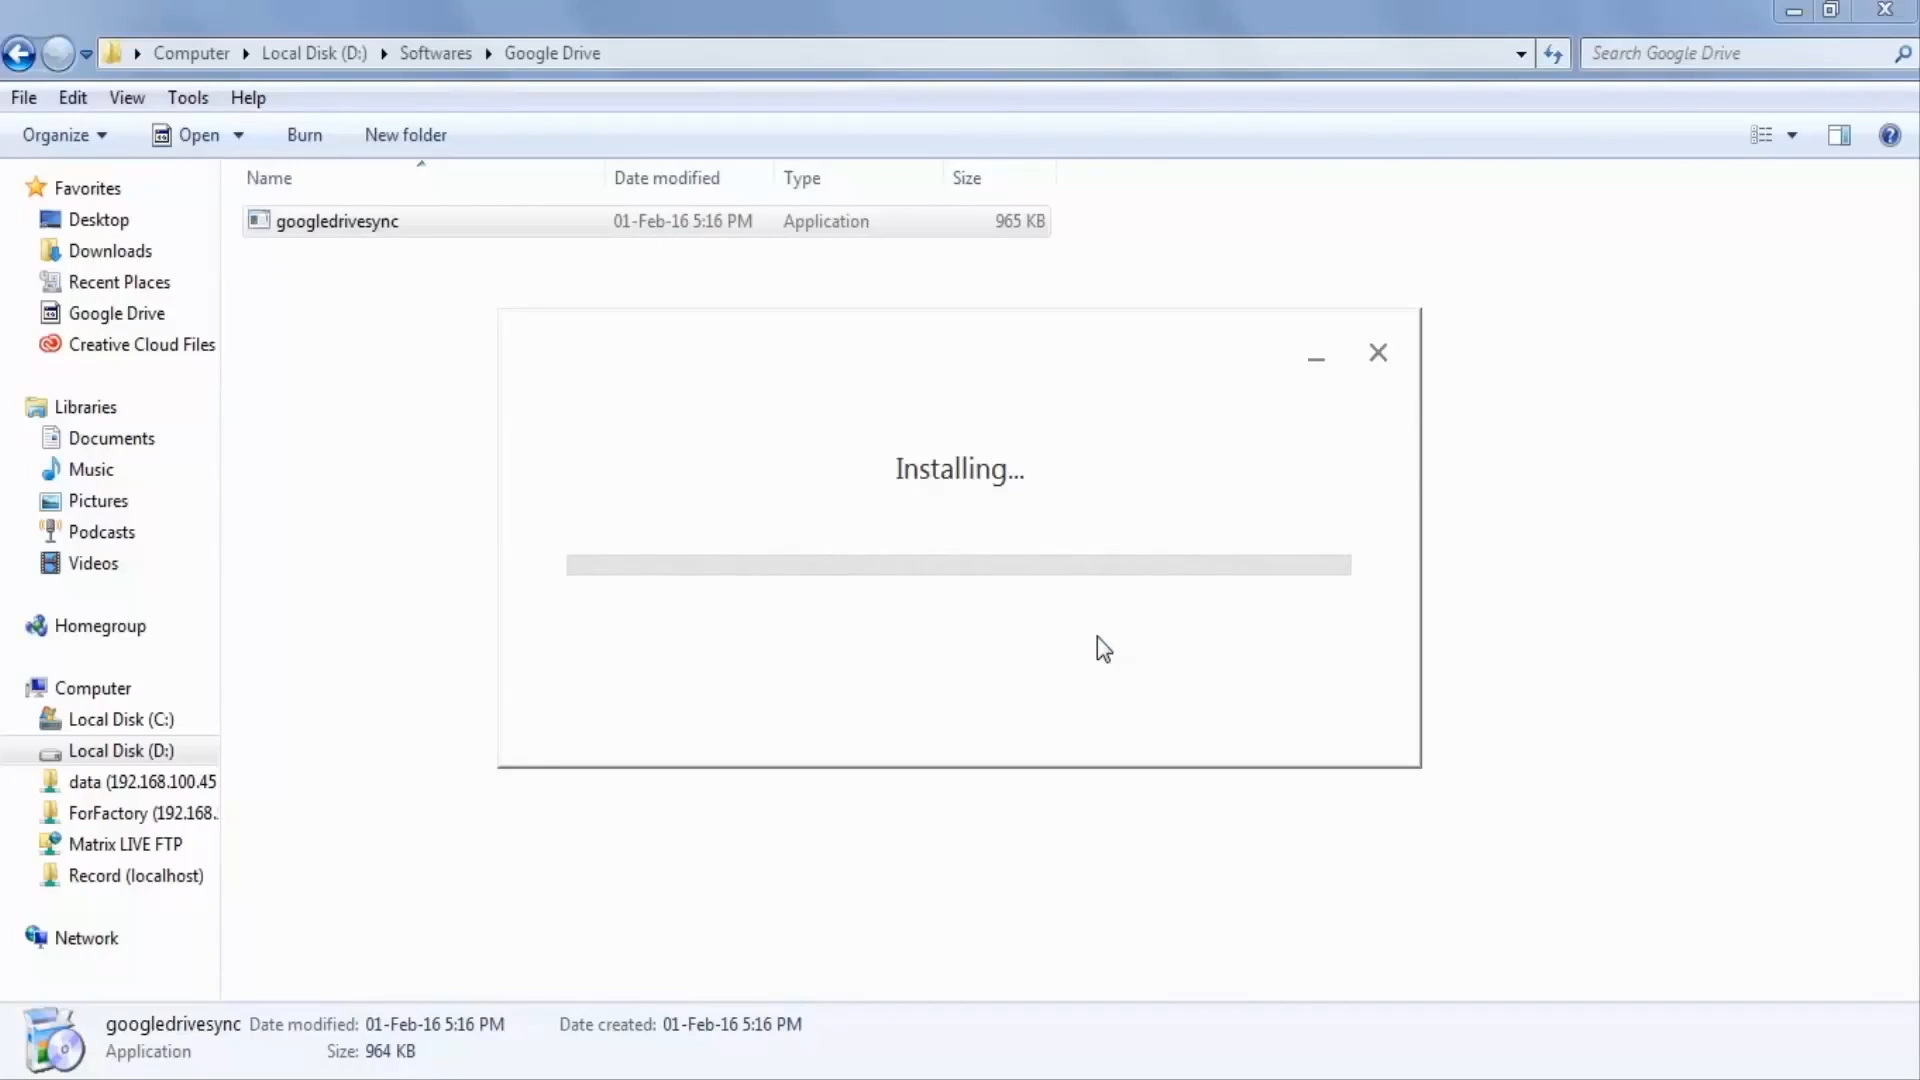 Computer Local Disk (D:) Softwares Google Drive Search Google Drive
File Edit View Tools Help
Organize Open Burn New folder
Name Date modified Type Size
googledrivesync 01-Feb-16 5:16 PM Application 965 KB
Favorites
Desktop
Downloads
Recent Places
Google Drive
Creative Cloud Files
Libraries
Documents
Music
Pictures
Podcasts
Videos
Homegroup
Computer
Local Disk (C:)
Local Disk (D:)
data (192.168.100.45
ForFactory (192.168.
Matrix LIVE FTP
Record (localhost)
Network
Installing...
googledrivesync Date modified: 01-Feb-16 5:16 PM Date created: 01-Feb-16 5:16 PM
Application Size: 964 KB